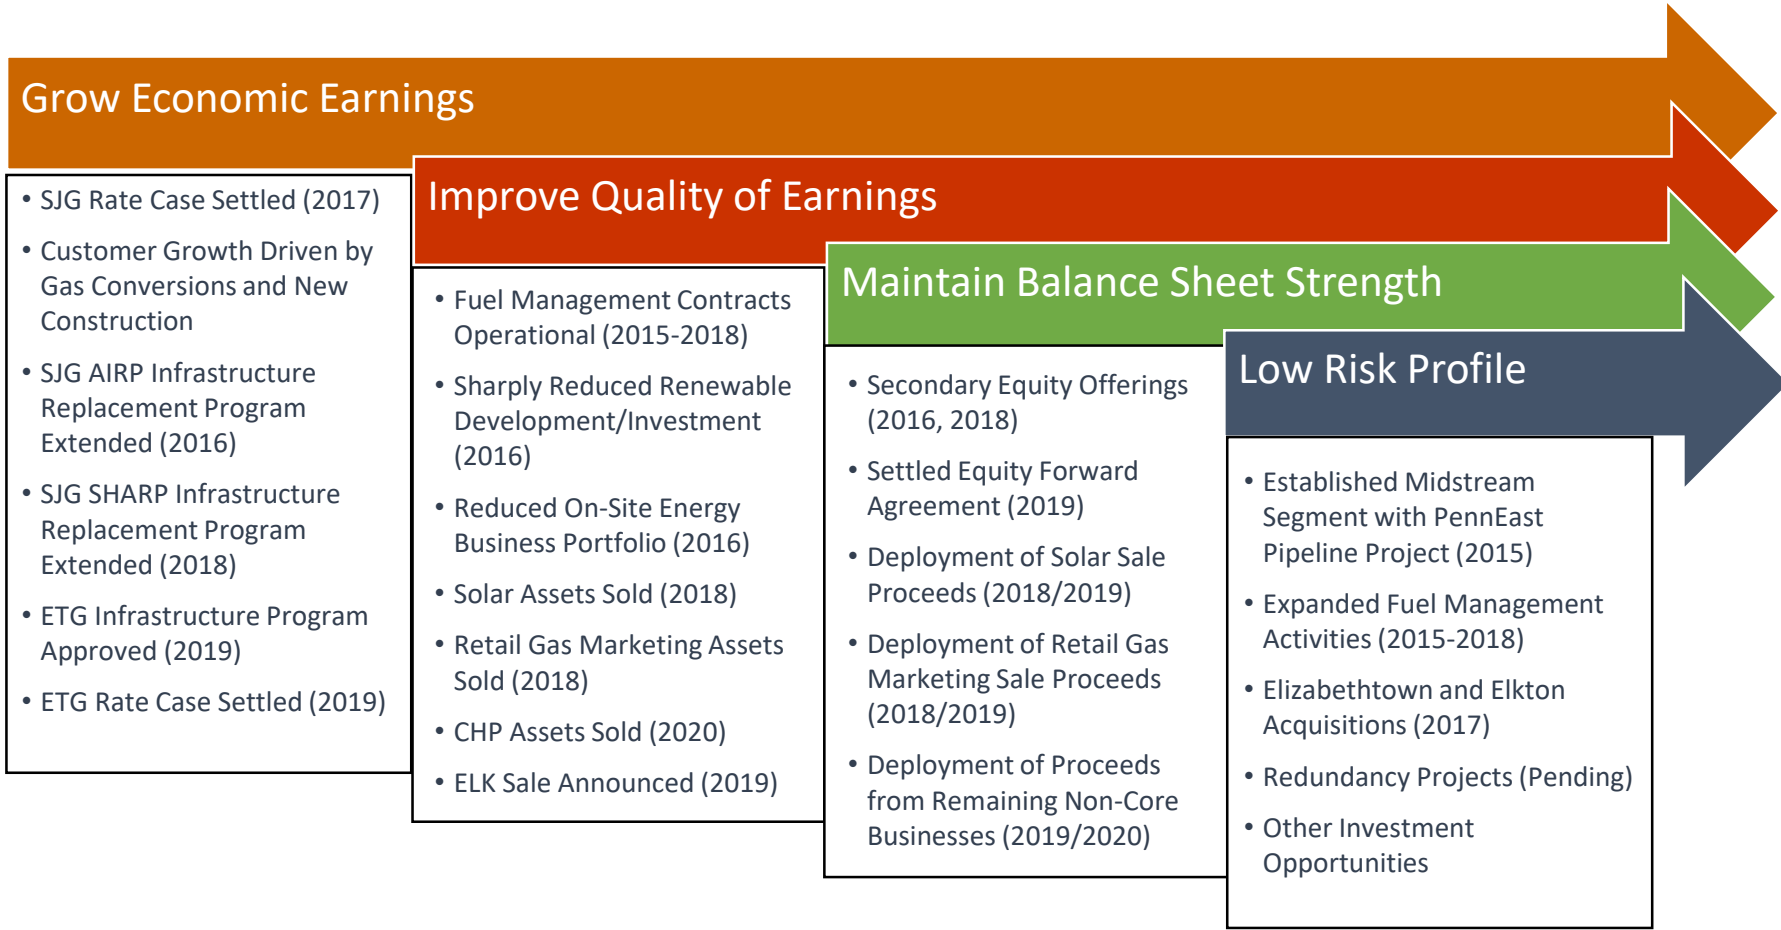 Grow Economic Earnings
• SJG Rate Case Settled (2017)
• Customer Growth Driven by
Gas Conversions and New
Construction
• SJG AIRP Infrastructure
Replacement Program
Extended (2016)
• SJG SHARP Infrastructure
Replacement Program
Extended (2018)
• ETG Infrastructure Program
Approved (2019)
• ETG Rate Case Settled (2019)
Improve Quality of Earnings
• Fuel Management Contracts
Operational (2015-2018)
• Sharply Reduced Renewable
Development/Investment
(2016)
• Reduced On-Site Energy
Business Portfolio (2016)
• Solar Assets Sold (2018)
• Retail Gas Marketing Assets
Sold (2018)
• CHP Assets Sold (2020)
• ELK Sale Announced (2019)
Maintain Balance Sheet Strength
• Secondary Equity Offerings
(2016, 2018)
• Settled Equity Forward
Agreement (2019)
• Deployment of Solar Sale
Proceeds (2018/2019)
• Deployment of Retail Gas
Marketing Sale Proceeds
(2018/2019)
• Deployment of Proceeds
from Remaining Non-Core
Businesses (2019/2020)
Low Risk Profile
• Established Midstream
Segment with PennEast
Pipeline Project (2015)
• Expanded Fuel Management
Activities (2015-2018)
• Elizabethtown and Elkton
Acquisitions (2017)
• Redundancy Projects (Pending)
• Other Investment
Opportunities